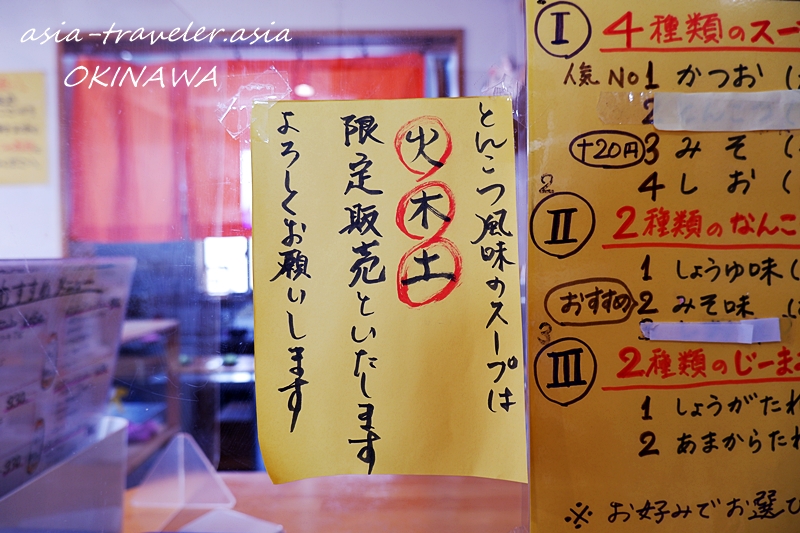 asia-traveler.asia
OKINAWA
とんこつ風味のスープは
火 木 土
限定販売といたします
よろしくお願いします
I 4種類のスー
人気 NO1 かつお (
2
+20円 3 みそ (
4 しお (
2
II 2種類のなんこ
1 しょうゆ味 (
おすすめ 2 みそ味 (
3
III 2種類のじーま
1 しょうがたれ
2 あまからたれ
※ お好みでお選び